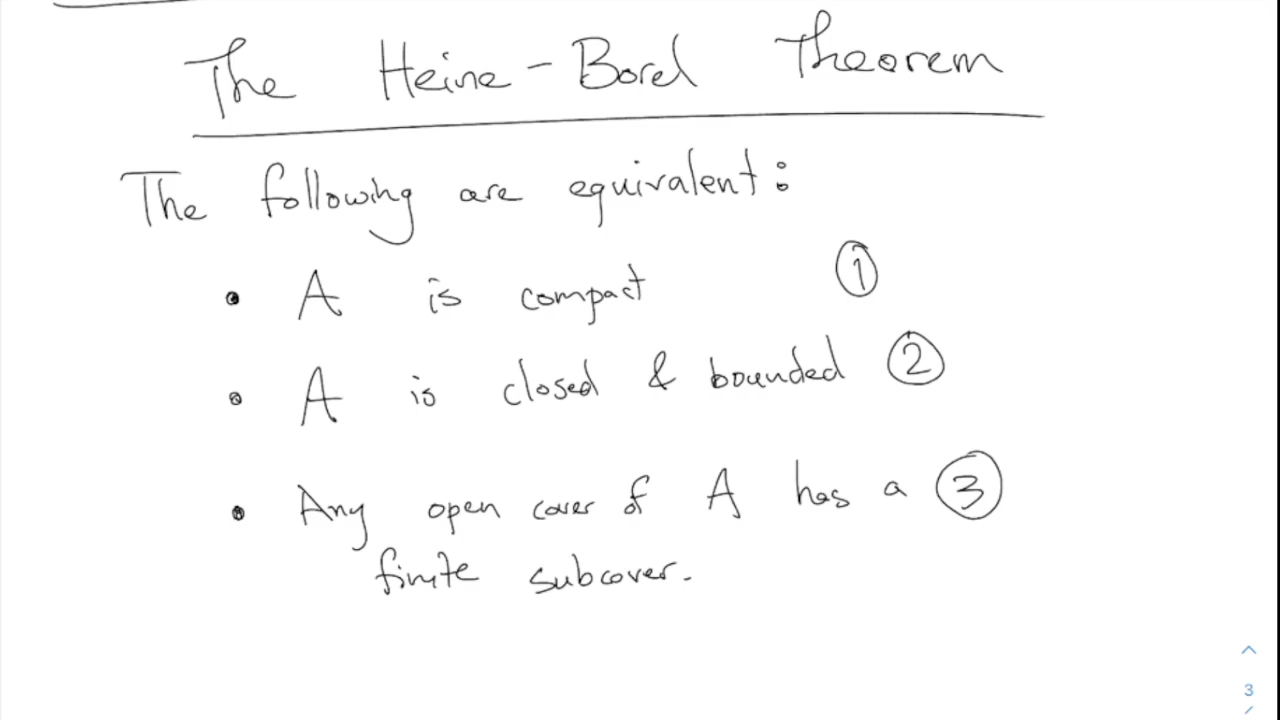 The Heine-Borel Theorem
The following are equivalent:
• A is compact ①
• A is closed & bounded ②
• Any open cover of A has a ③
finite subcover.
3